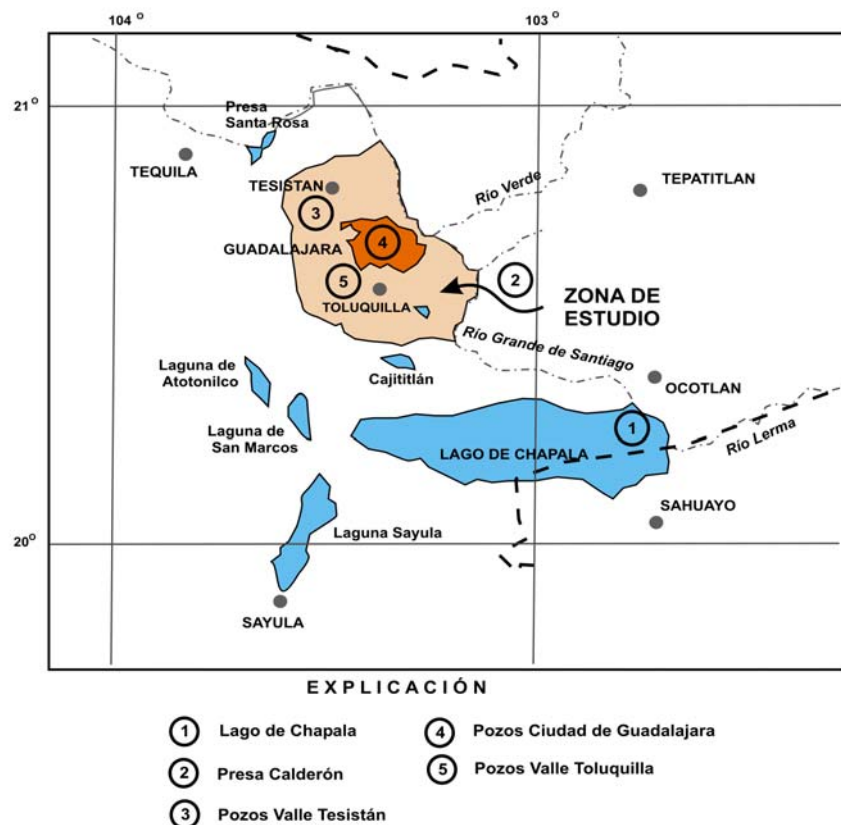 104 º
103 º
21º
Presa
Santa Rosa
TEQUILA
TESISTAN
TEPATITLAN
Río Verde
3
GUADALAJARA
4
5
2
TOLUQUILLA
ZONA DE
ESTUDIO
Río Grande de Santiago
Laguna de
Atotonilco
Cajititlán
OCOTLAN
Laguna de
San Marcos
1
LAGO DE CHAPALA
Río Lerma
SAHUAYO
20º
Laguna Sayula
SAYULA
EXPLICACIÓN
1 Lago de Chapala
4 Pozos Ciudad de Guadalajara
2 Presa Calderón
5 Pozos Valle Toluquilla
3 Pozos Valle Tesistán